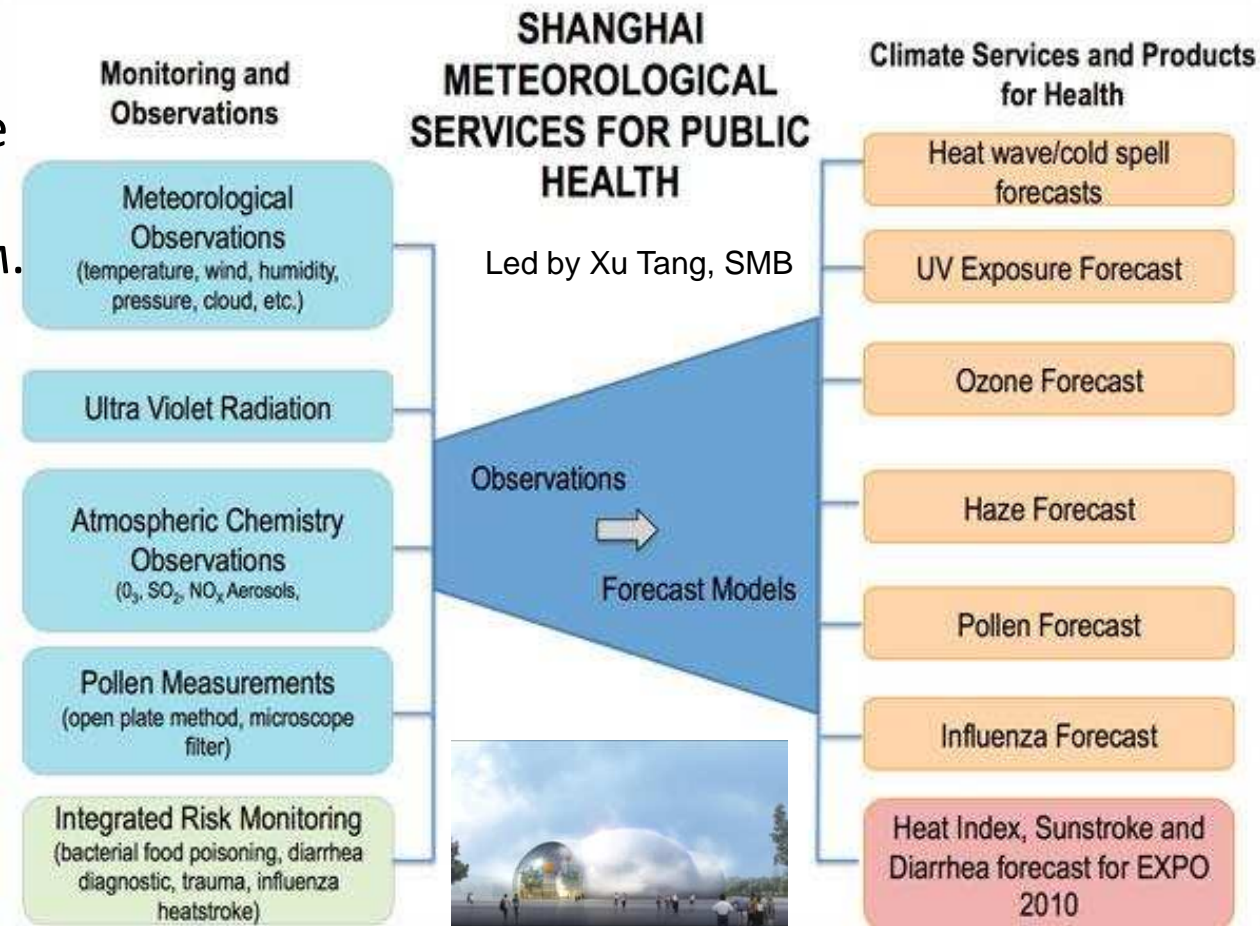 SHANGHAI
METEOROLOGICAL
SERVICES FOR PUBLIC
HEALTH
Led by Xu Tang, SMB
e
Monitoring and
Observations
Meteorological
Observations
(temperature, wind, humidity,
pressure, cloud, etc.)
Ultra Violet Radiation
Atmospheric Chemistry
Observations
(0₃, SO₂, NOₓ Aerosols,
Pollen Measurements
(open plate method, microscope
filter)
Integrated Risk Monitoring
(bacterial food poisoning, diarrhea
diagnostic, trauma, influenza
heatstroke)
Observations
Forecast Models
Climate Services and Products
for Health
Heat wave/cold spell
forecasts
UV Exposure Forecast
Ozone Forecast
Haze Forecast
Pollen Forecast
Influenza Forecast
Heat Index, Sunstroke and
Diarrhea forecast for EXPO
2010